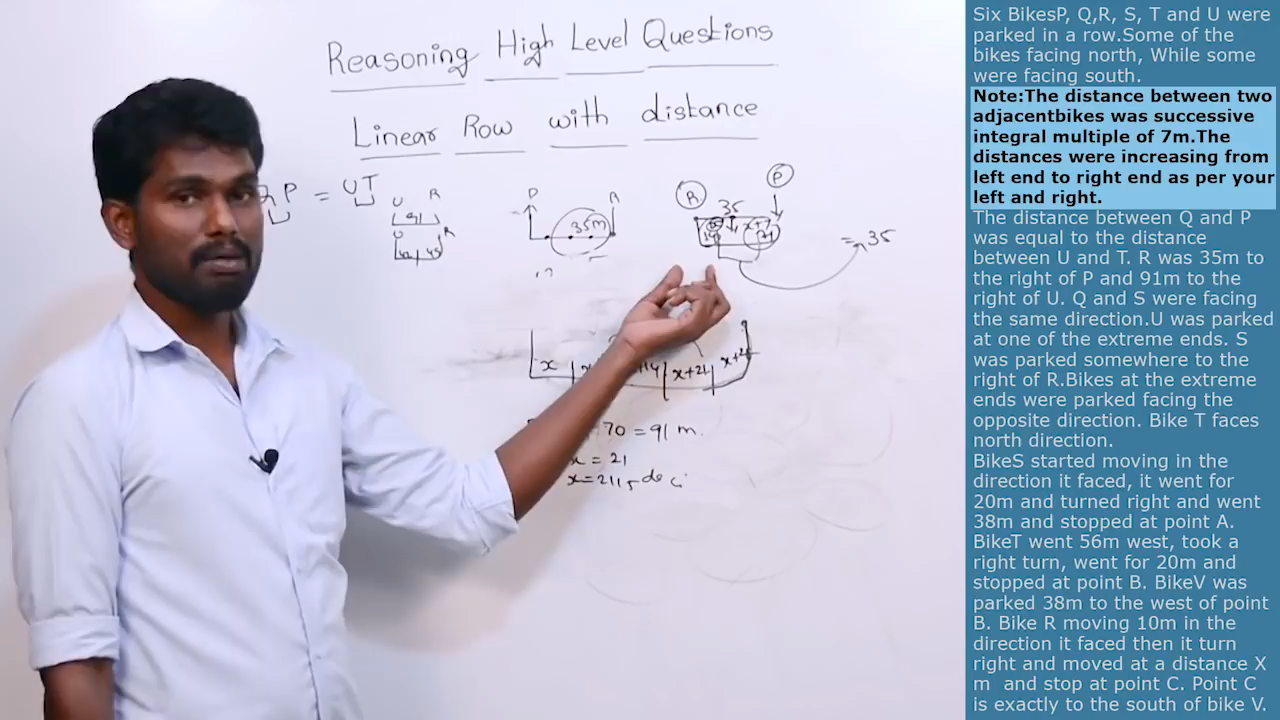 Reasoning High Level Questions
Linear Row with distance
P = UT
U R
91
U R
P R
35m
R
35
P
= 35
x
x+21
70 = 91 m.
x = 21
Six BikesP, Q,R, S, T and U were
parked in a row.Some of the
bikes facing north, While some
were facing south.
Note:The distance between two
adjacentbikes was successive
integral multiple of 7m.The
distances were increasing from
left end to right end as per your
left and right.
The distance between Q and P
was equal to the distance
between U and T. R was 35m to
the right of P and 91m to the
right of U. Q and S were facing
the same direction.U was parked
at one of the extreme ends. S
was parked somewhere to the
right of R.Bikes at the extreme
ends were parked facing the
opposite direction. Bike T faces
north direction.
BikeS started moving in the
direction it faced, it went for
20m and turned right and went
38m and stopped at point A.
BikeT went 56m west, took a
right turn, went for 20m and
stopped at point B. BikeV was
parked 38m to the west of point
B. Bike R moving 10m in the
direction it faced then it turn
right and moved at a distance X
m and stop at point C. Point C
is exactly to the south of bike V.